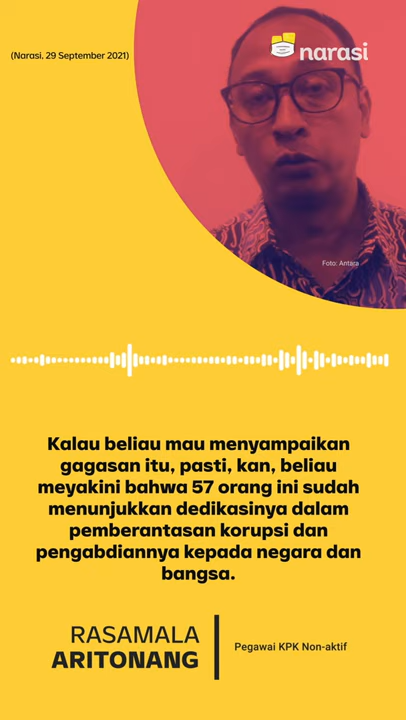 (Narasi, 29 September 2021)
narasi
Foto: Antara
Kalau beliau mau menyampaikan
gagasan itu, pasti, kan, beliau
meyakini bahwa 57 orang ini sudah
menunjukkan dedikasinya dalam
pemberantasan korupsi dan
pengabdiannya kepada negara dan
bangsa.
RASAMALA
ARITONANG
Pegawai KPK Non-aktif